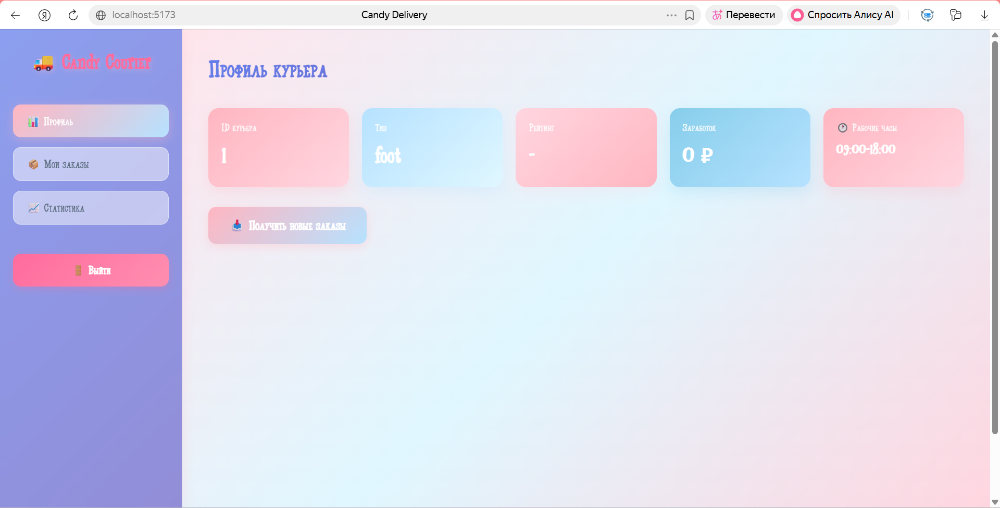 localhost:5173
Candy Delivery
Перевести
Спросить Алису AI
Candy Courier
Профиль
Мои заказы
Статистика
Выйти
Профиль курьера
ID курьера
1
Тип
foot
Рейтинг
-
Заработок
0 ₽
Рабочие часы
09:00-18:00
Получить новые заказы